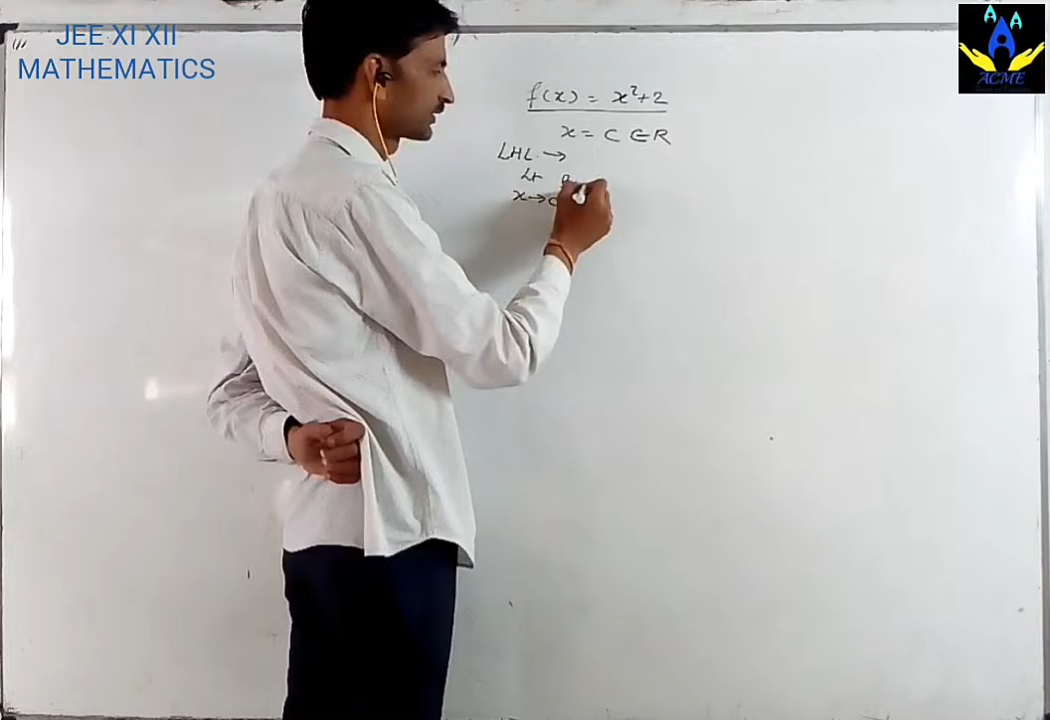 JEE XI XII
MATHEMATICS
A A
A
ACME
f(x) = x²+2
x = C ∈ R
LHL →
Lt
x→c